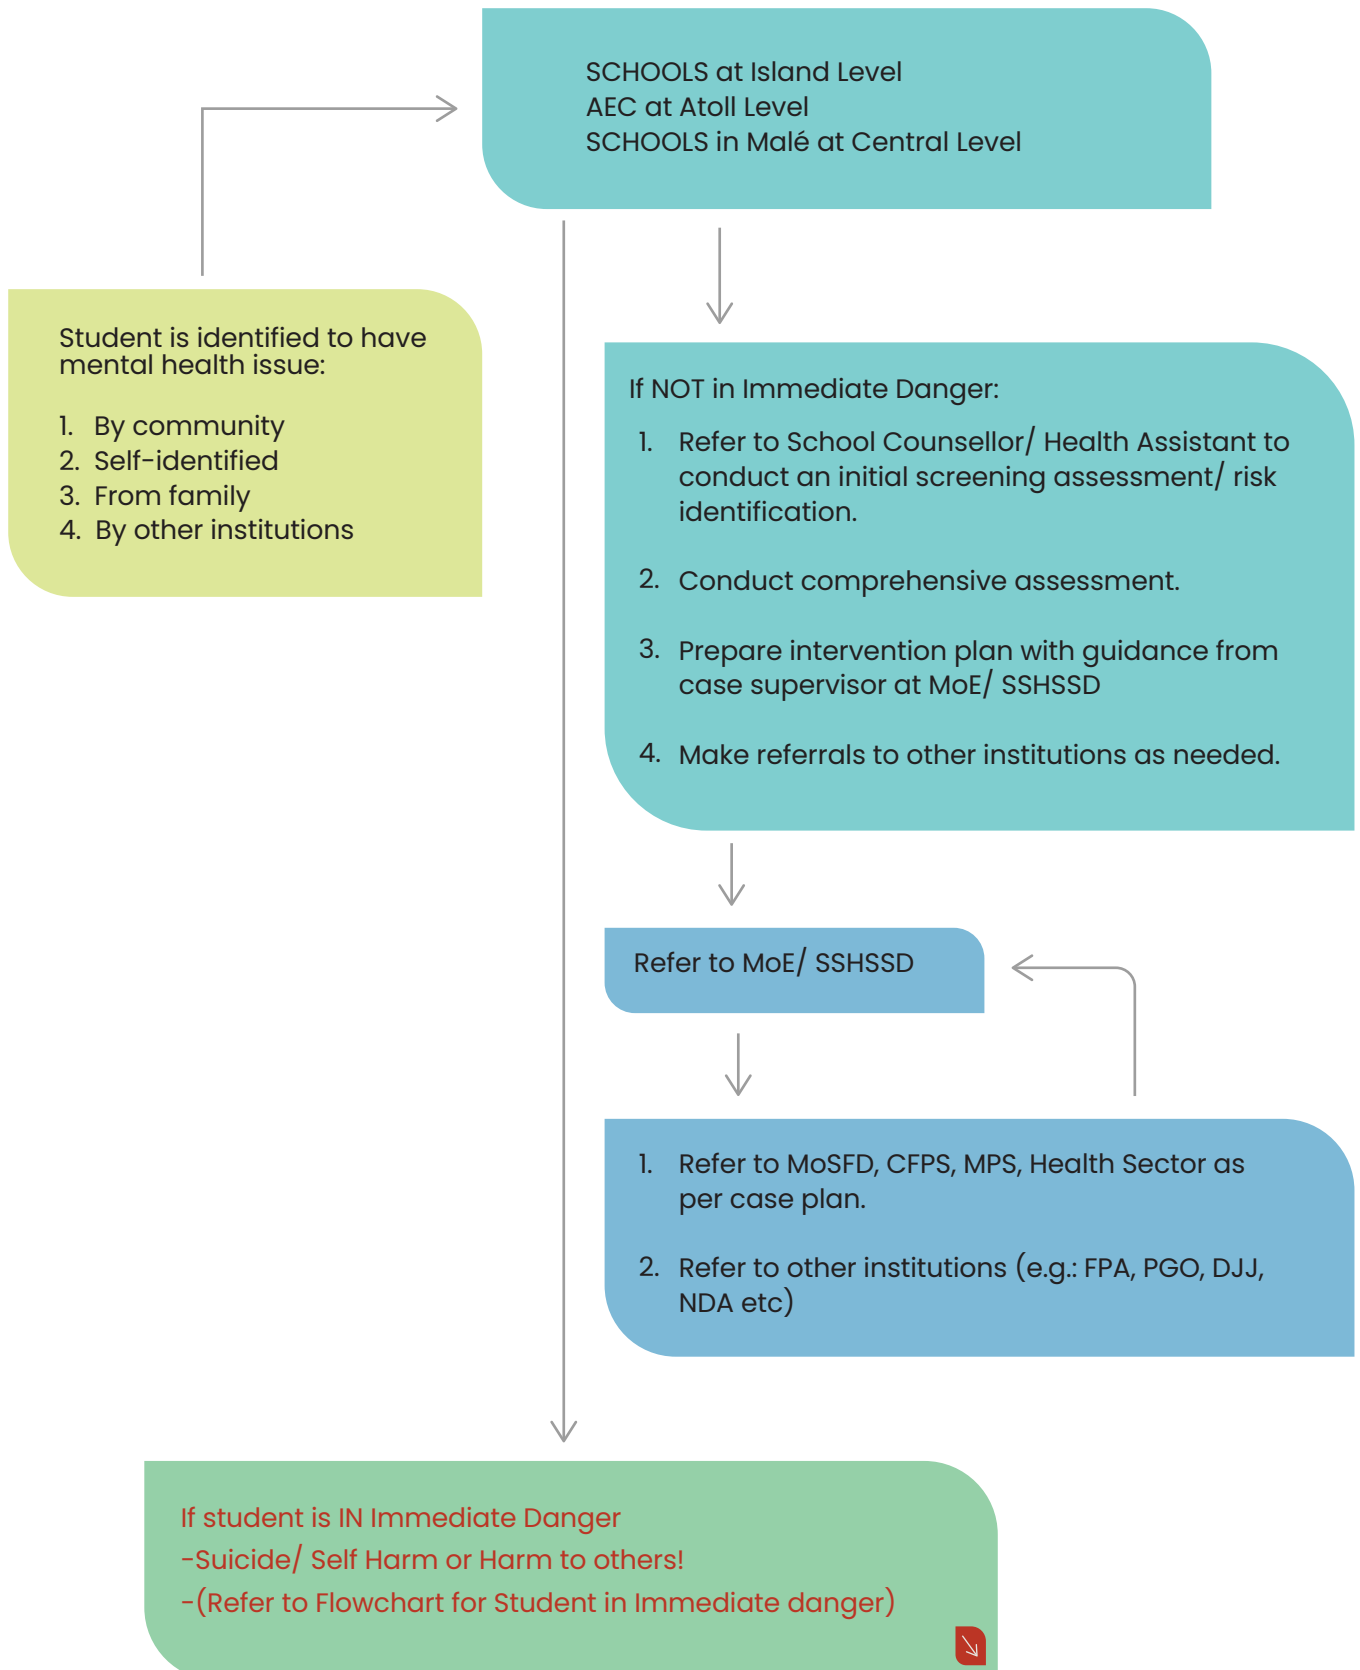 SCHOOLS at Island Level
AEC at Atoll Level
SCHOOLS in Malé at Central Level
Student is identified to have
mental health issue:
1. By community
2. Self-identified
3. From family
4. By other institutions
If NOT in Immediate Danger:
1. Refer to School Counsellor/ Health Assistant to
conduct an initial screening assessment/ risk
identification.
2. Conduct comprehensive assessment.
3. Prepare intervention plan with guidance from
case supervisor at MoE/ SSHSSD
4. Make referrals to other institutions as needed.
Refer to MoE/ SSHSSD
1. Refer to MoSFD, CFPS, MPS, Health Sector as
per case plan.
2. Refer to other institutions (e.g.: FPA, PGO, DJJ,
NDA etc)
If student is IN Immediate Danger
-Suicide/ Self Harm or Harm to others!
-(Refer to Flowchart for Student in Immediate danger)